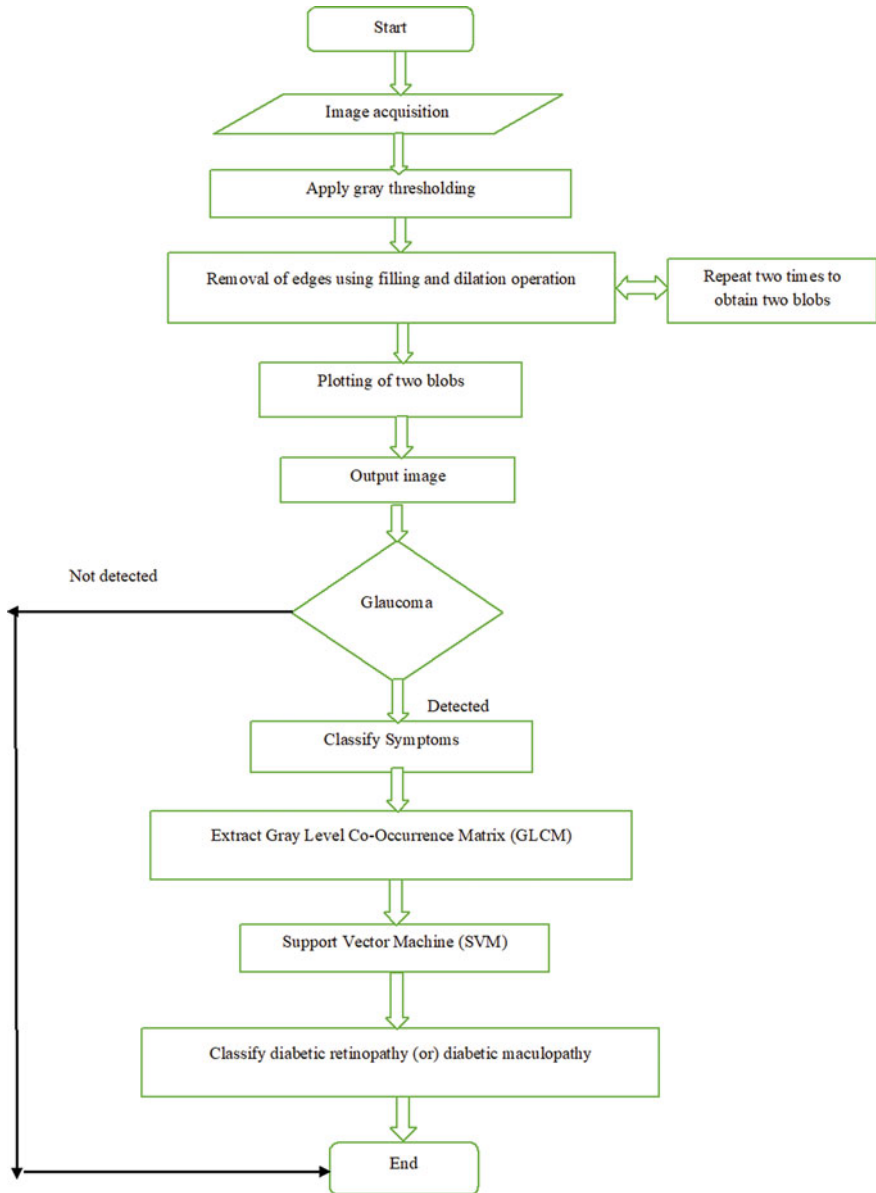 Start
Image acquisition
Apply gray thresholding
Removal of edges using filling and dilation operation
Repeat two times to
obtain two blobs
Plotting of two blobs
Output image
Not detected
Glaucoma
Detected
Classify Symptoms
Extract Gray Level Co-Occurrence Matrix (GLCM)
Support Vector Machine (SVM)
Classify diabetic retinopathy (or) diabetic maculopathy
End